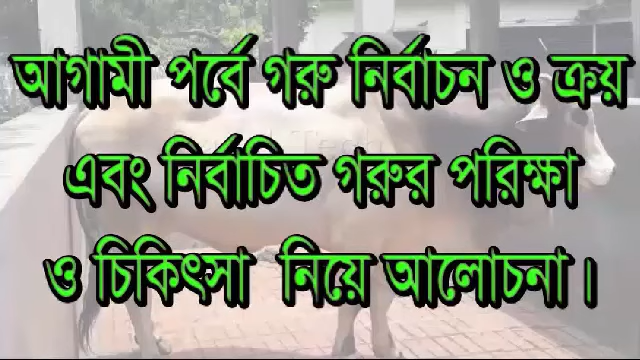 আগামী পর্বে গরু নির্বাচন ও ক্রয়
এবং নির্বাচিত গরুর পরিক্ষা
ও চিকিৎসা নিয়ে আলোচনা।